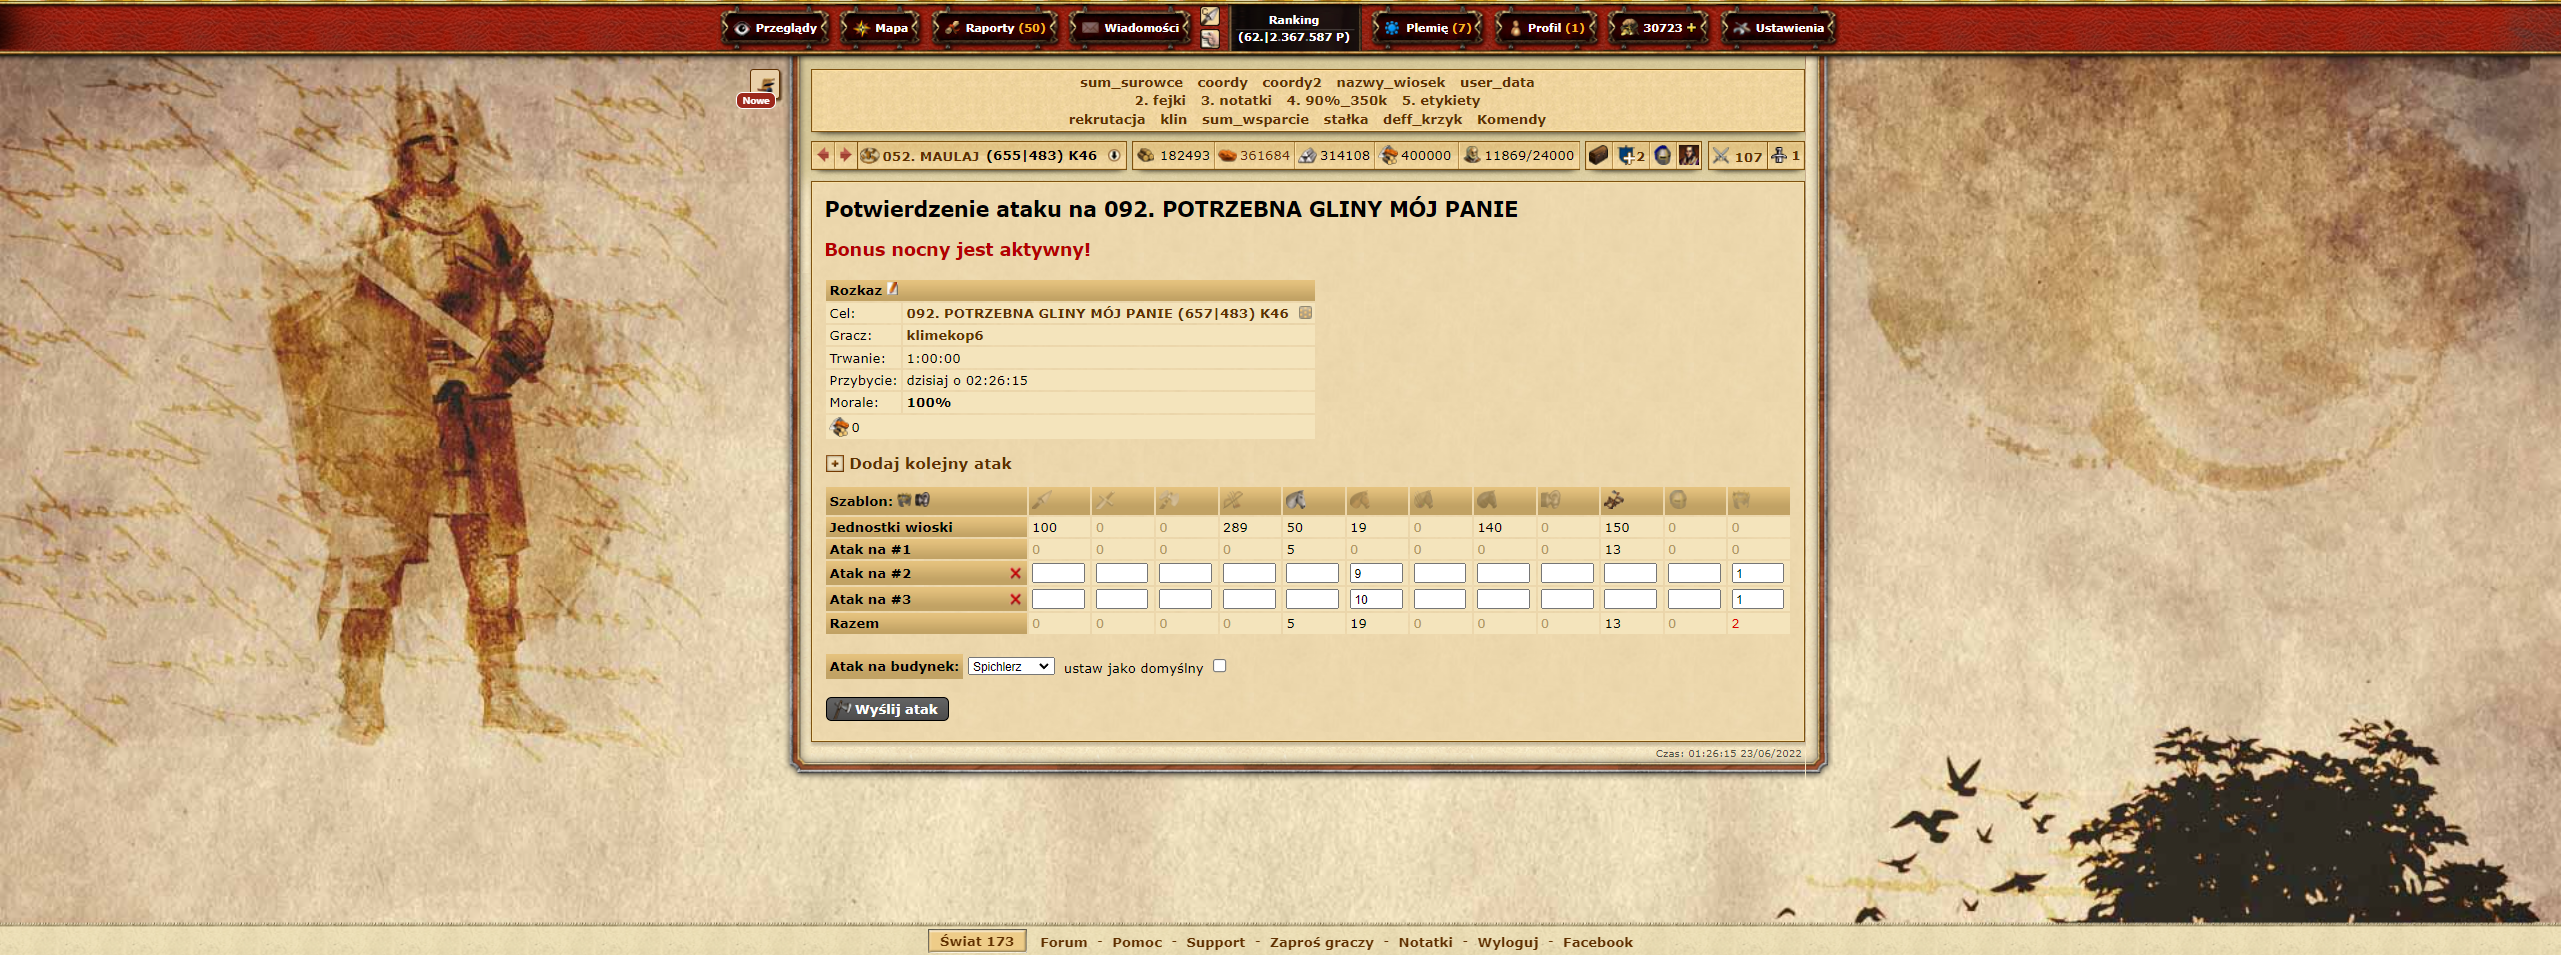 Przeglądy Mapa Raporty (50) Wiadomości Ranking Plemię (7) Profil (1) 30723 + Ustawienia
(62.|2.367.587 P)
Nowe
sum_surowce coordy coordy2 nazwy_wiosek user_data
2. fejki 3. notatki 4. 90%_350k 5. etykiety
rekrutacja klin sum_wsparcie stałka deff_krzyk Komendy
052. MAULAJ (655|483) K46 182493 361684 314108 400000 11869/24000 2 107 1
Potwierdzenie ataku na 092. POTRZEBNA GLINY MÓJ PANIE
Bonus nocny jest aktywny!
Rozkaz
Cel: 092. POTRZEBNA GLINY MÓJ PANIE (657|483) K46
Gracz: klimekop6
Trwanie: 1:00:00
Przybycie: dzisiaj o 02:26:15
Morale: 100%
0
Dodaj kolejny atak
Szablon:
Jednostki wioski 100 0 0 289 50 19 0 140 0 150 0 0
Atak na #1 0 0 0 0 5 0 0 0 0 13 0 0
Atak na #2 9 1
Atak na #3 10 1
Razem 0 0 0 0 5 19 0 0 0 13 0 2
Atak na budynek: Spichlerz ustaw jako domyślny
Wyślij atak
Czas: 01:26:15 23/06/2022
Świat 173 Forum - Pomoc - Support - Zaproś graczy - Notatki - Wyloguj - Facebook